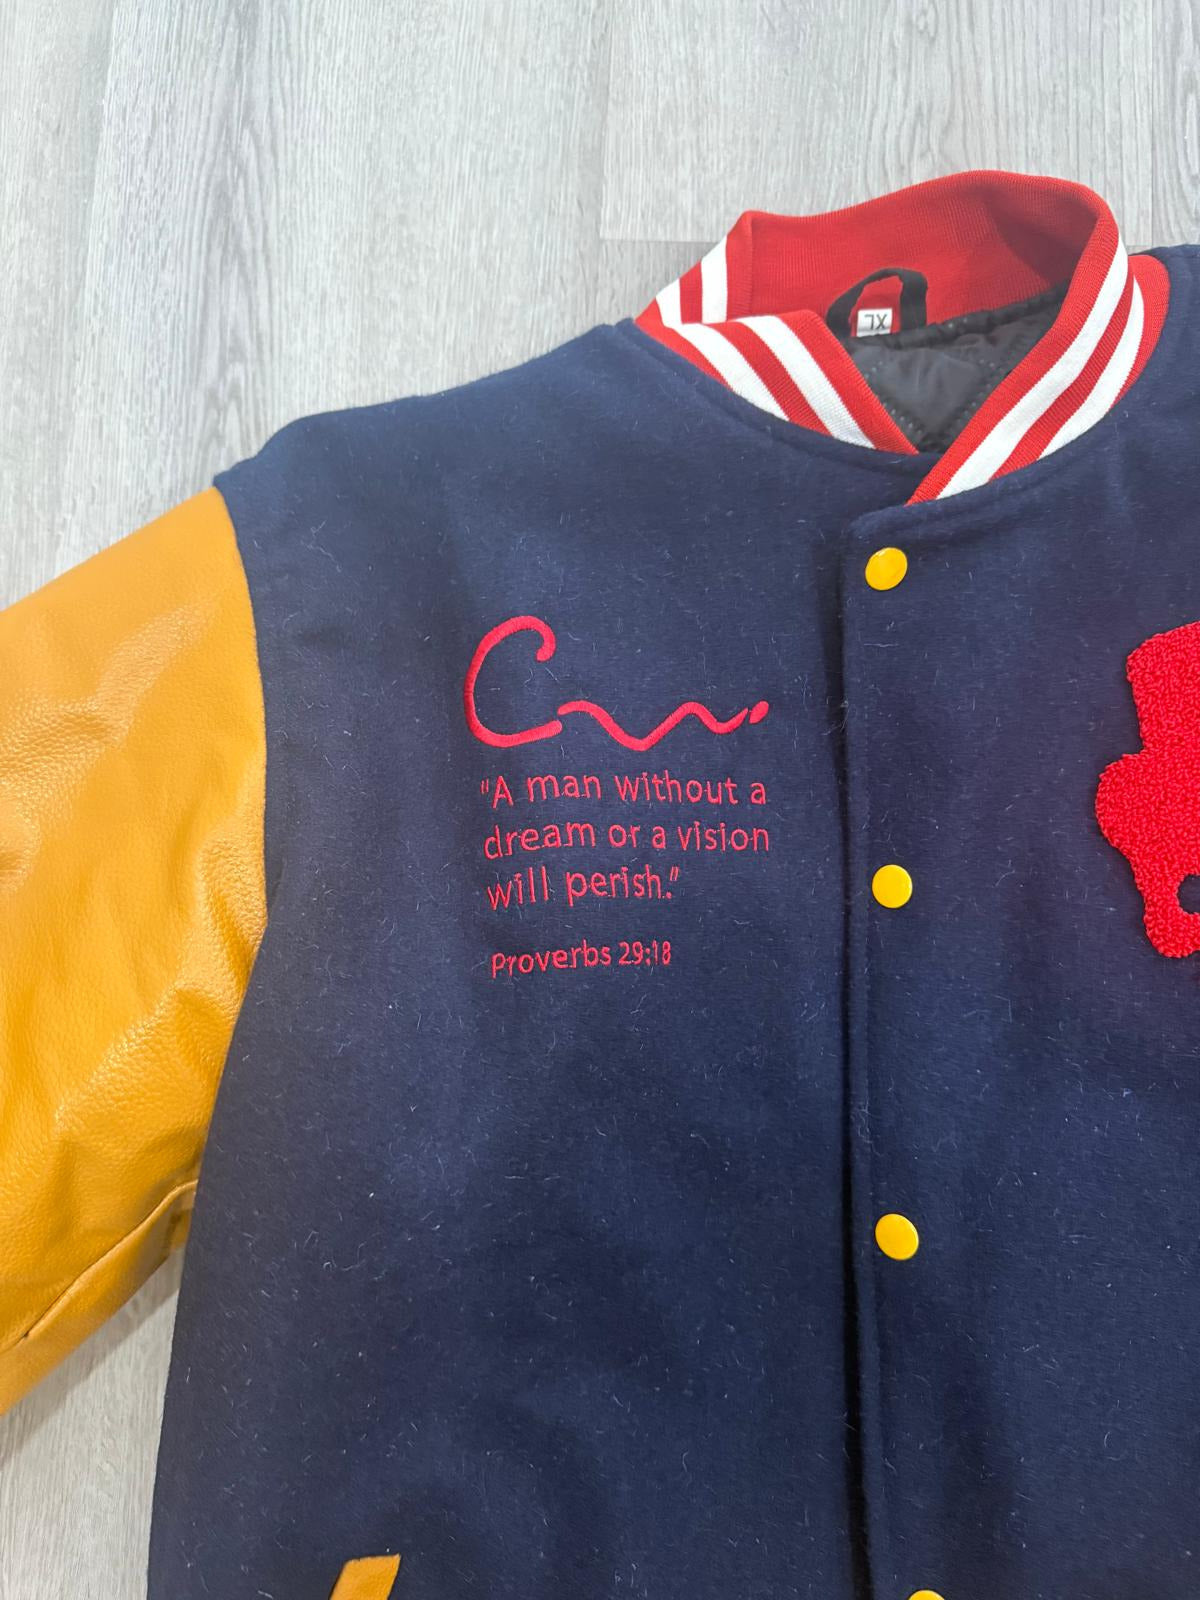 XL
"A man without a
dream or a vision
will perish."
Proverbs 29:18